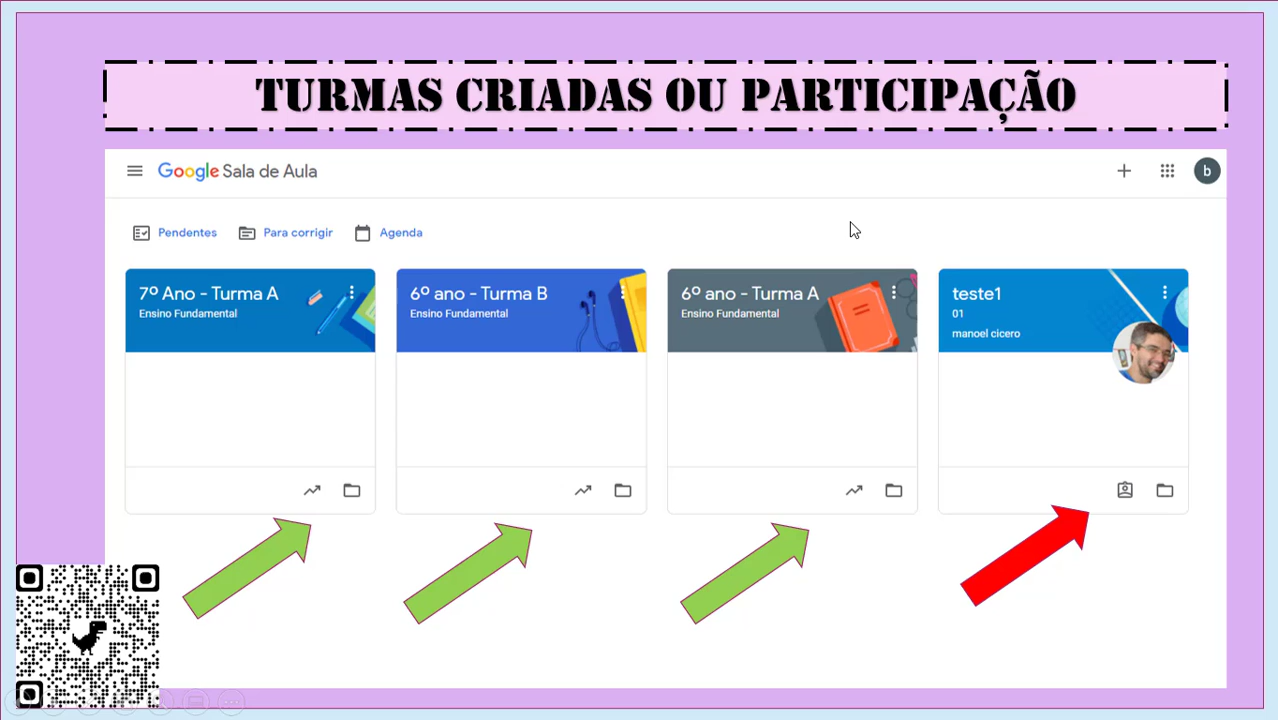 TURMAS CRIADAS OU PARTICIPAÇÃO
Google Sala de Aula
b
Pendentes
Para corrigir
Agenda
7º Ano - Turma A
Ensino Fundamental
6º ano - Turma B
Ensino Fundamental
6º ano - Turma A
Ensino Fundamental
teste1
01
manoel cicero